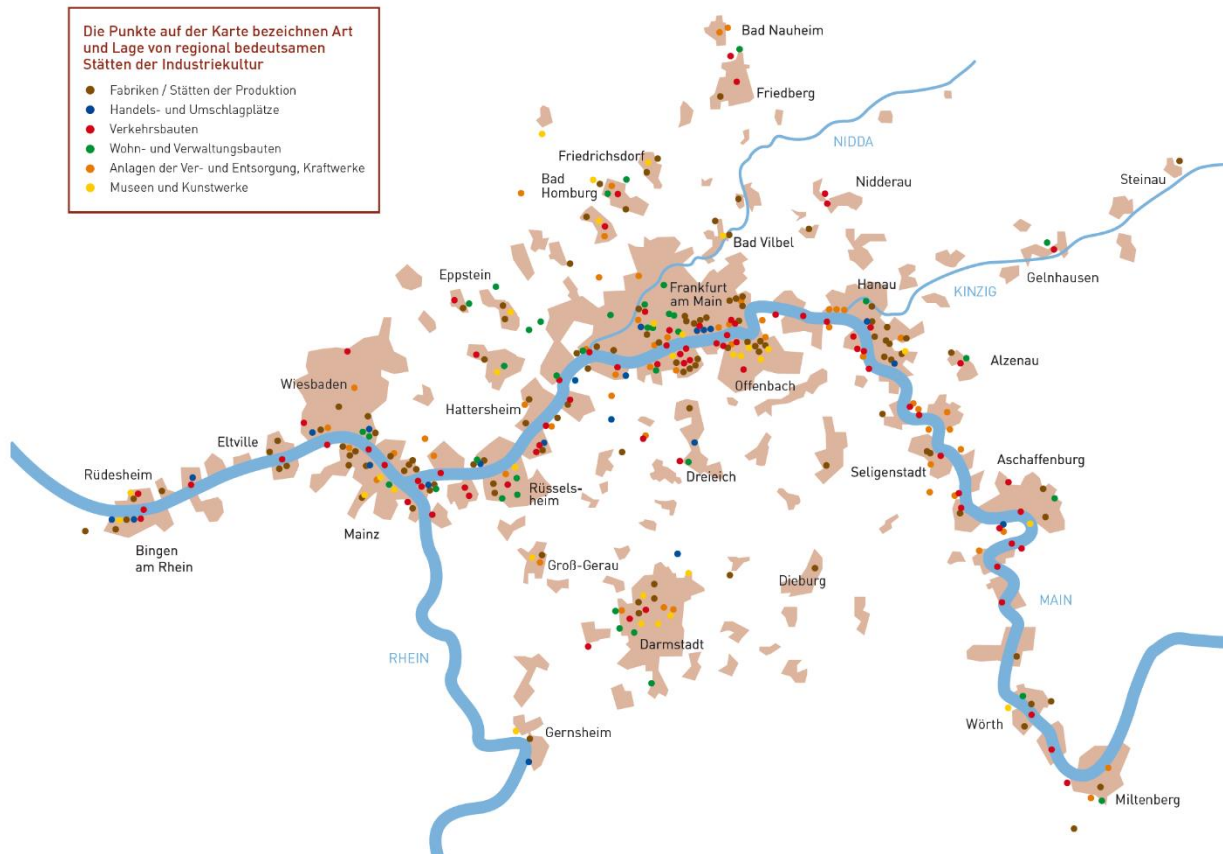 Die Punkte auf der Karte bezeichnen Art
und Lage von regional bedeutsamen
Stätten der Industriekultur
Fabriken / Stätten der Produktion
Handels- und Umschlagplätze
Verkehrsbauten
Wohn- und Verwaltungsbauten
Anlagen der Ver- und Entsorgung, Kraftwerke
Museen und Kunstwerke
Bad Nauheim
Friedberg
NIDDA
Friedrichsdorf
Bad
Homburg
Nidderau
Steinau
Bad Vilbel
Eppstein
Frankfurt
am Main
Hanau
KINZIG
Gelnhausen
Wiesbaden
Alzenau
Offenbach
Hattersheim
Eltville
Rüdesheim
Dreieich
Seligenstadt
Aschaffenburg
Rüssels-
heim
Mainz
Bingen
am Rhein
Groß-Gerau
Dieburg
MAIN
Darmstadt
RHEIN
Gernsheim
Wörth
Miltenberg